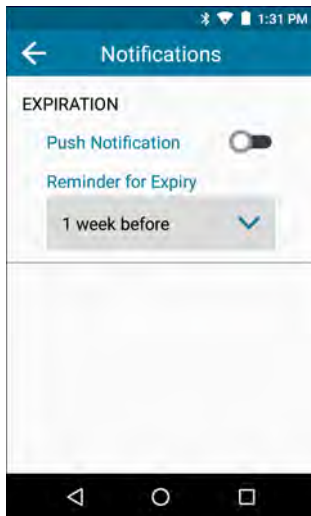 1:31 PM
Notifications
EXPIRATION
Push Notification
Reminder for Expiry
1 week before